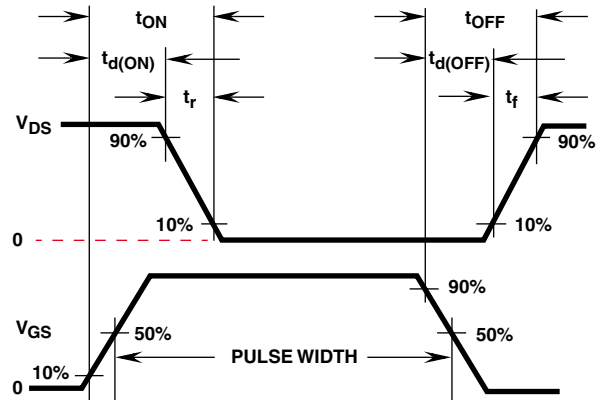 tON tOFF
td(ON) td(OFF)
tr tf
VDS
90% 90%
10% 10%
0
90%
VGS 50% PULSE WIDTH 50%
10%
0